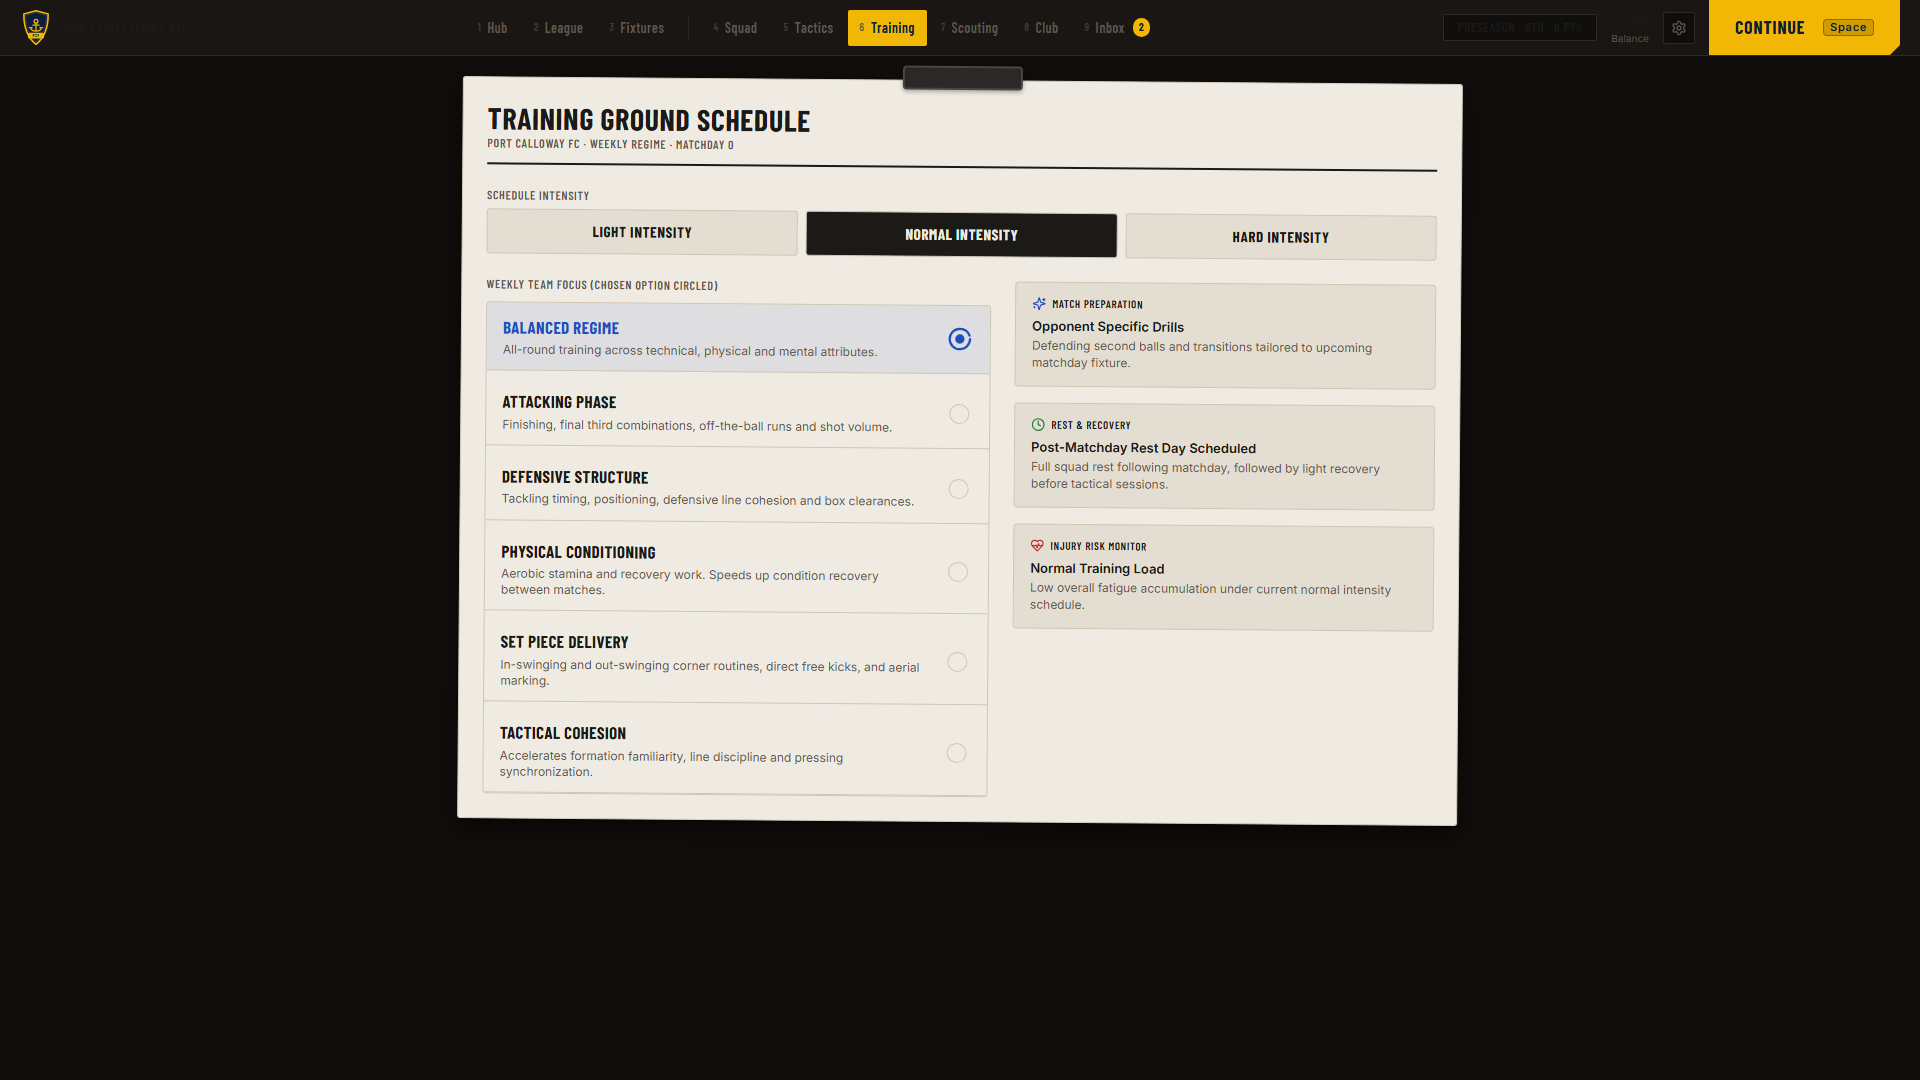 PORT CALLOWAY FC
1 Hub
2 League
3 Fixtures
4 Squad
5 Tactics
6 Training
7 Scouting
8 Club
9 Inbox 2
PRESEASON · 8TH · 0 PTS
Balance
CONTINUE Space
TRAINING GROUND SCHEDULE
PORT CALLOWAY FC · WEEKLY REGIME · MATCHDAY 0
SCHEDULE INTENSITY
LIGHT INTENSITY
NORMAL INTENSITY
HARD INTENSITY
WEEKLY TEAM FOCUS (CHOSEN OPTION CIRCLED)
BALANCED REGIME
All-round training across technical, physical and mental attributes.
ATTACKING PHASE
Finishing, final third combinations, off-the-ball runs and shot volume.
DEFENSIVE STRUCTURE
Tackling timing, positioning, defensive line cohesion and box clearances.
PHYSICAL CONDITIONING
Aerobic stamina and recovery work. Speeds up condition recovery
between matches.
SET PIECE DELIVERY
In-swinging and out-swinging corner routines, direct free kicks, and aerial
marking.
TACTICAL COHESION
Accelerates formation familiarity, line discipline and pressing
synchronization.
MATCH PREPARATION
Opponent Specific Drills
Defending second balls and transitions tailored to upcoming
matchday fixture.
REST & RECOVERY
Post-Matchday Rest Day Scheduled
Full squad rest following matchday, followed by light recovery
before tactical sessions.
INJURY RISK MONITOR
Normal Training Load
Low overall fatigue accumulation under current normal intensity
schedule.